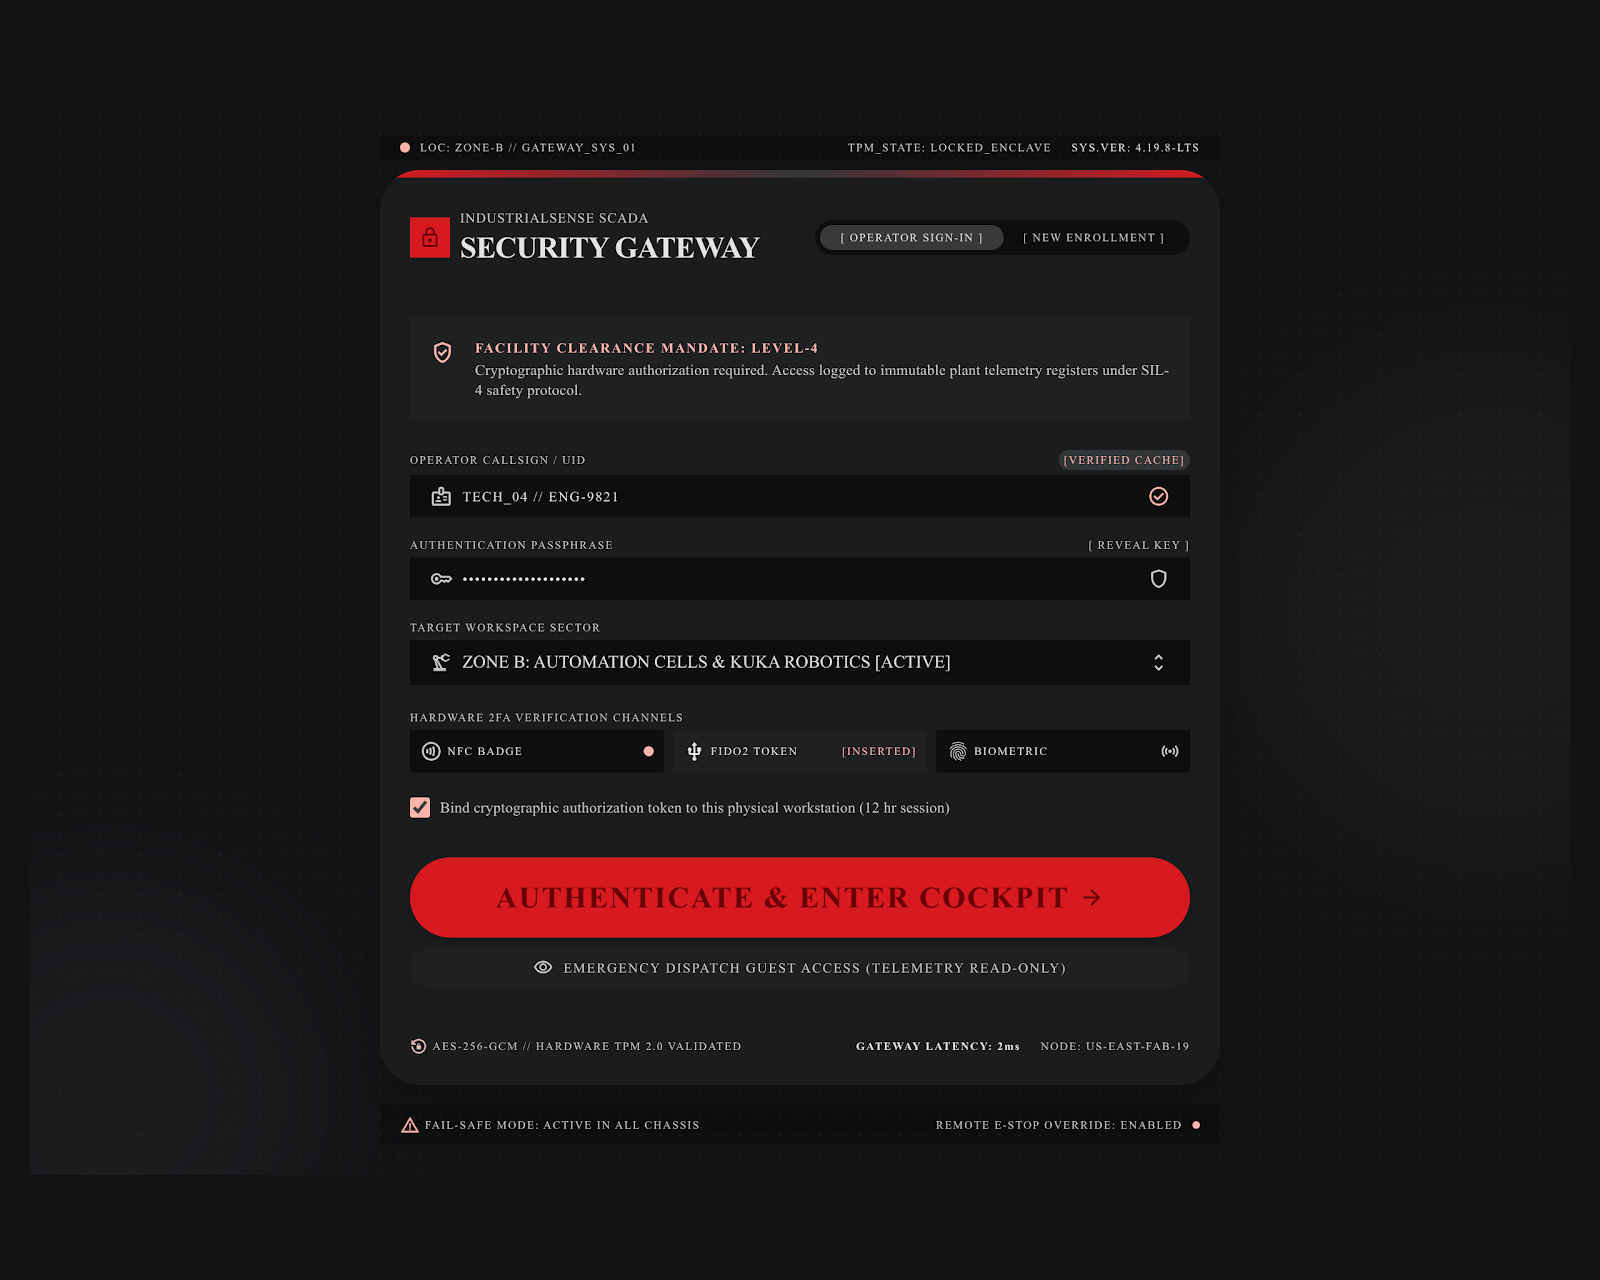 LOC: ZONE-B // GATEWAY_SYS_01
TPM_STATE: LOCKED_ENCLAVE
SYS.VER: 4.19.8-LTS
INDUSTRIALSENSE SCADA
SECURITY GATEWAY
[ OPERATOR SIGN-IN ]
[ NEW ENROLLMENT ]
FACILITY CLEARANCE MANDATE: LEVEL-4
Cryptographic hardware authorization required. Access logged to immutable plant telemetry registers under SIL-
4 safety protocol.
OPERATOR CALLSIGN / UID
[VERIFIED CACHE]
TECH_04 // ENG-9821
AUTHENTICATION PASSPHRASE
[ REVEAL KEY ]
••••••••••••••••••••
TARGET WORKSPACE SECTOR
ZONE B: AUTOMATION CELLS & KUKA ROBOTICS [ACTIVE]
HARDWARE 2FA VERIFICATION CHANNELS
NFC BADGE
FIDO2 TOKEN
[INSERTED]
BIOMETRIC
Bind cryptographic authorization token to this physical workstation (12 hr session)
AUTHENTICATE & ENTER COCKPIT →
EMERGENCY DISPATCH GUEST ACCESS (TELEMETRY READ-ONLY)
AES-256-GCM // HARDWARE TPM 2.0 VALIDATED
GATEWAY LATENCY: 2ms
NODE: US-EAST-FAB-19
FAIL-SAFE MODE: ACTIVE IN ALL CHASSIS
REMOTE E-STOP OVERRIDE: ENABLED